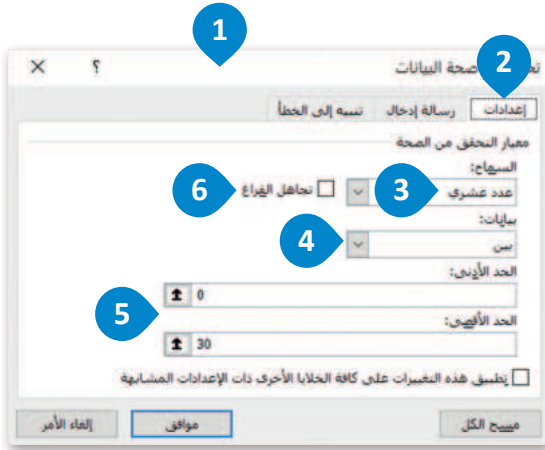 1
2
صحة البيانات
؟
إعدادات
رسالة إدخال
تنبيه إلى الخطأ
معيار التحقق من الصحة
السماح:
عدد عشري
3
تجاهل الفراغ
6
بيانات:
بين
4
الحد الأدنى:
0
5
الحد الأقصى:
30
تطبيق هذه التغييرات على كافة الخلايا الأخرى ذات الإعدادات المشابهة
مسح الكل
موافق
إلغاء الأمر